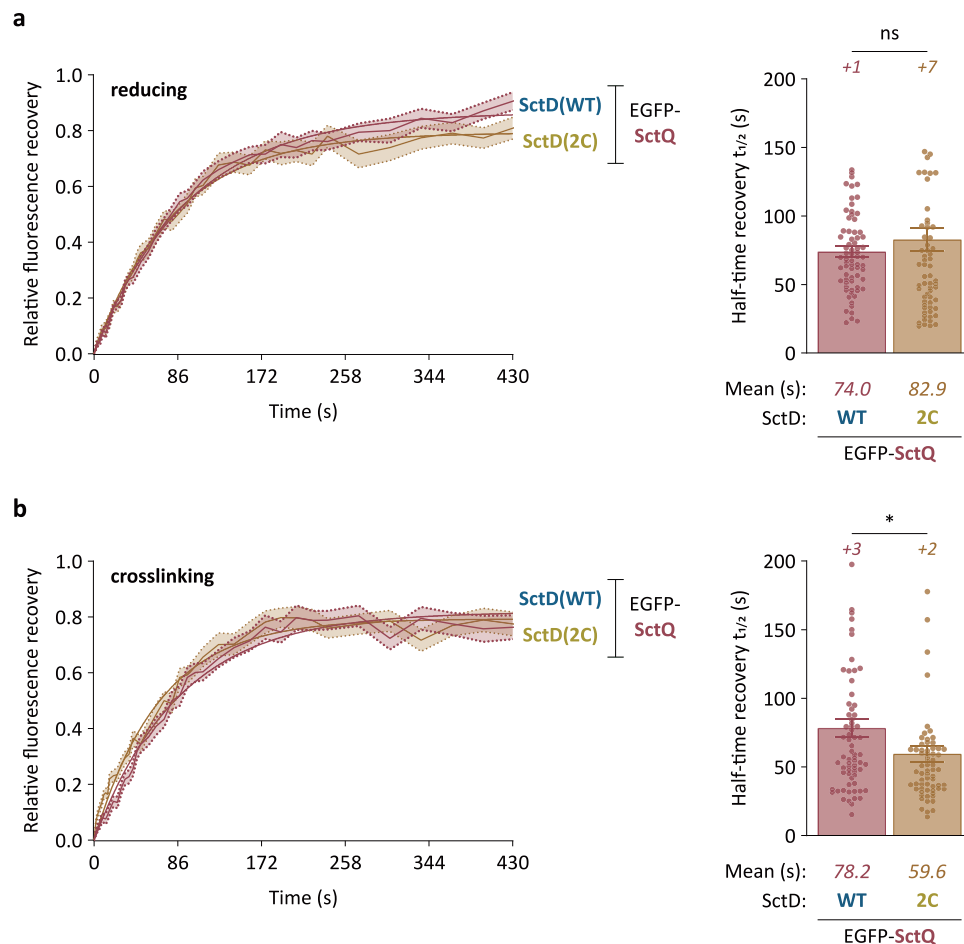 a
reducing
Relative fluorescence recovery
1.0
0.8
0.6
0.4
0.2
0.0
0 86 172 258 344 430
Time (s)
SctD(WT)
SctD(2C)
EGFP-
SctQ
ns
+1 +7
Half-time recovery t1/2 (s)
200
150
100
50
0
Mean (s): 74.0 82.9
SctD: WT 2C
EGFP-SctQ
b
crosslinking
Relative fluorescence recovery
1.0
0.8
0.6
0.4
0.2
0.0
0 86 172 258 344 430
Time (s)
SctD(WT)
SctD(2C)
EGFP-
SctQ
*
+3 +2
Half-time recovery t1/2 (s)
200
150
100
50
0
Mean (s): 78.2 59.6
SctD: WT 2C
EGFP-SctQ